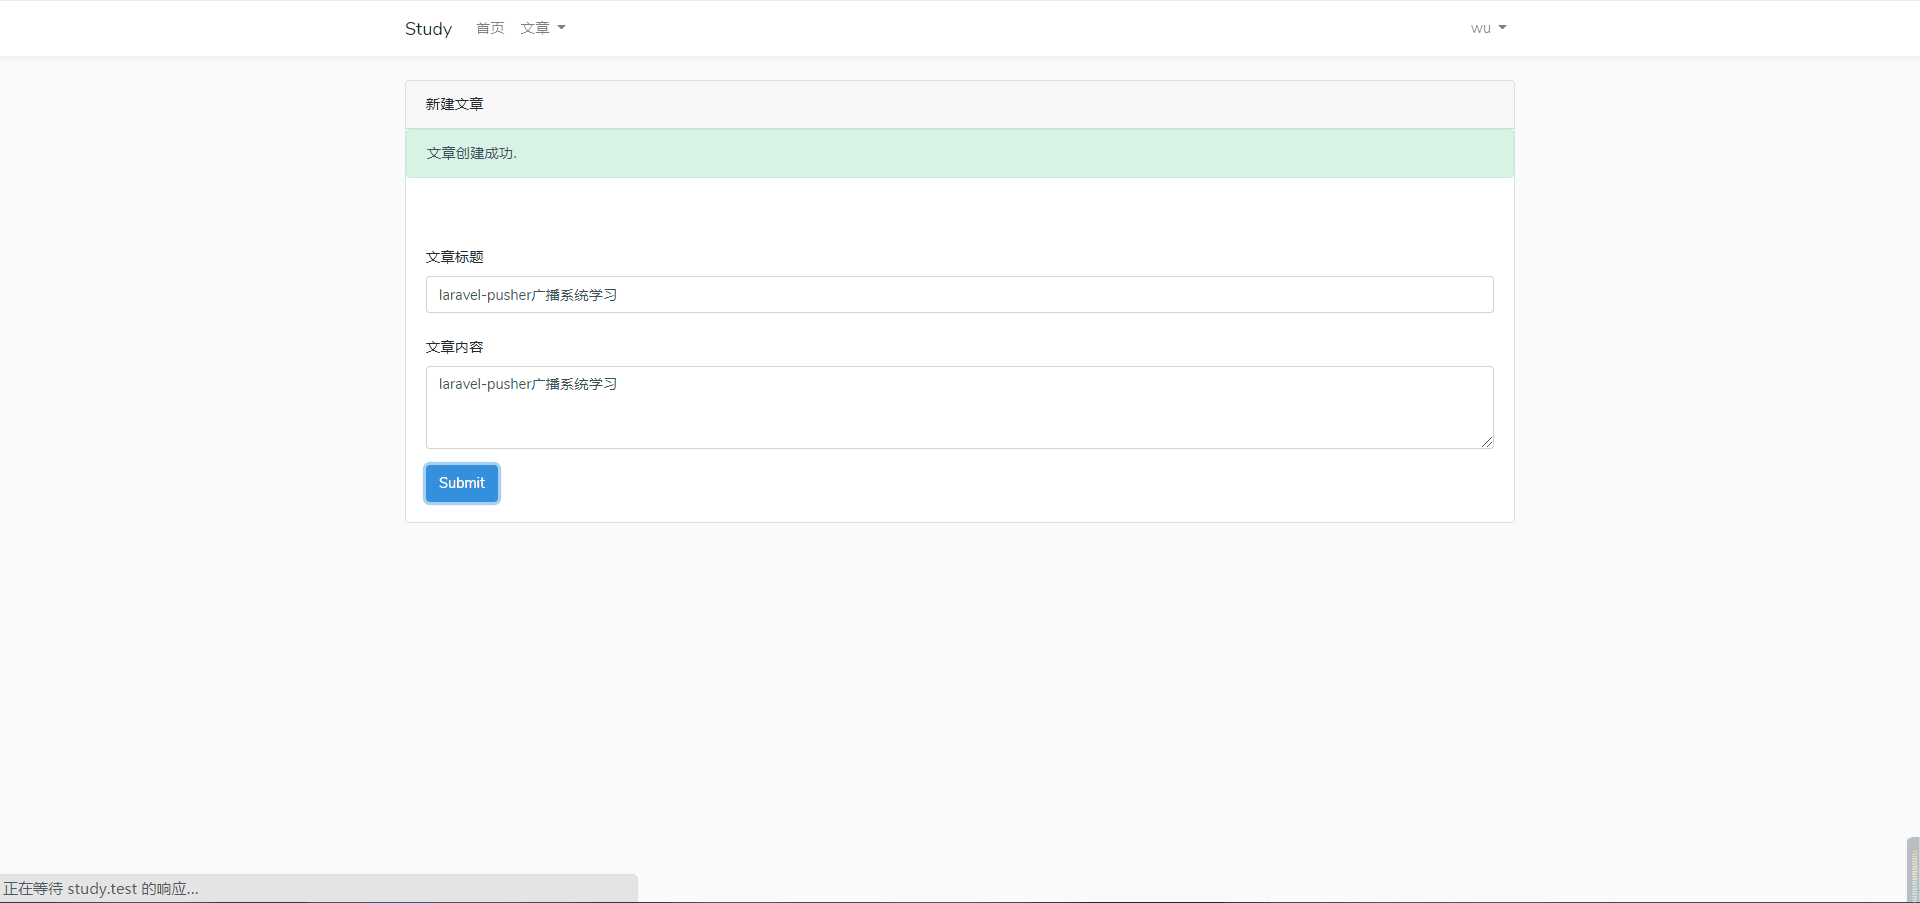 Study 首页 文章 wu
新建文章
文章创建成功.
文章标题
laravel-pusher广播系统学习
文章内容
laravel-pusher广播系统学习
Submit
正在等待 study.test 的响应...